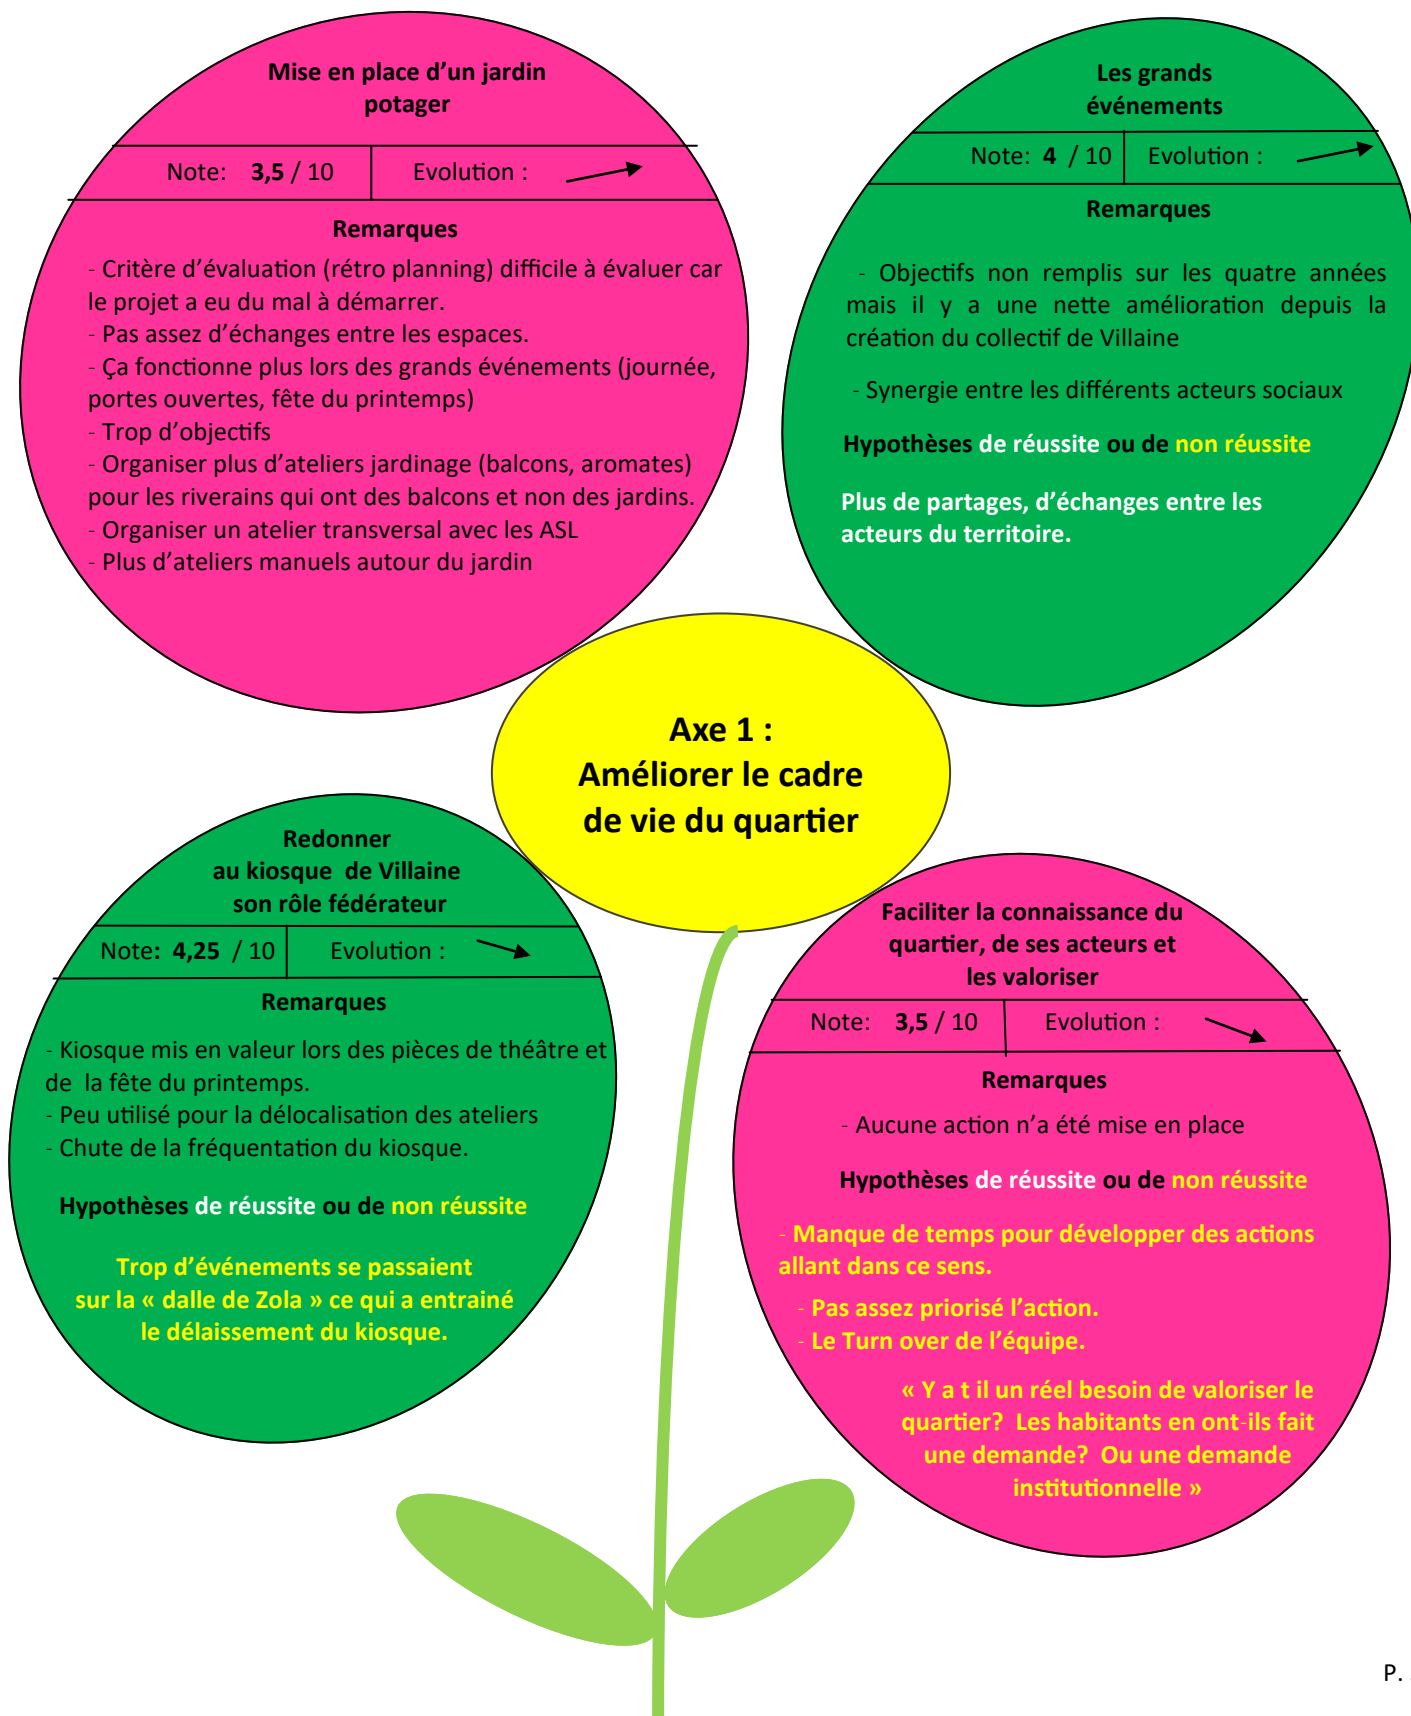 Mise en place d’un jardin
potager
Note: 3,5 / 10 Evolution :
Remarques
- Critère d’évaluation (rétro planning) difficile à évaluer car
le projet a eu du mal à démarrer.
- Pas assez d’échanges entre les espaces.
- Ça fonctionne plus lors des grands événements (journée,
portes ouvertes, fête du printemps)
- Trop d’objectifs
- Organiser plus d’ateliers jardinage (balcons, aromates)
pour les riverains qui ont des balcons et non des jardins.
- Organiser un atelier transversal avec les ASL
- Plus d’ateliers manuels autour du jardin
Les grands
événements
Note: 4 / 10 Evolution :
Remarques
- Objectifs non remplis sur les quatre années
mais il y a une nette amélioration depuis la
création du collectif de Villaine
- Synergie entre les différents acteurs sociaux
Hypothèses de réussite ou de non réussite
Plus de partages, d’échanges entre les
acteurs du territoire.
Axe 1 :
Améliorer le cadre
de vie du quartier
Redonner
au kiosque de Villaine
son rôle fédérateur
Note: 4,25 / 10 Evolution :
Remarques
- Kiosque mis en valeur lors des pièces de théâtre et
de la fête du printemps.
- Peu utilisé pour la délocalisation des ateliers
- Chute de la fréquentation du kiosque.
Hypothèses de réussite ou de non réussite
Trop d’événements se passaient
sur la « dalle de Zola » ce qui a entrainé
le délaissement du kiosque.
Faciliter la connaissance du
quartier, de ses acteurs et
les valoriser
Note: 3,5 / 10 Evolution :
Remarques
- Aucune action n’a été mise en place
Hypothèses de réussite ou de non réussite
- Manque de temps pour développer des actions
allant dans ce sens.
- Pas assez priorisé l’action.
- Le Turn over de l’équipe.
« Y a t il un réel besoin de valoriser le
quartier? Les habitants en ont-ils fait
une demande? Ou une demande
institutionnelle »
P.